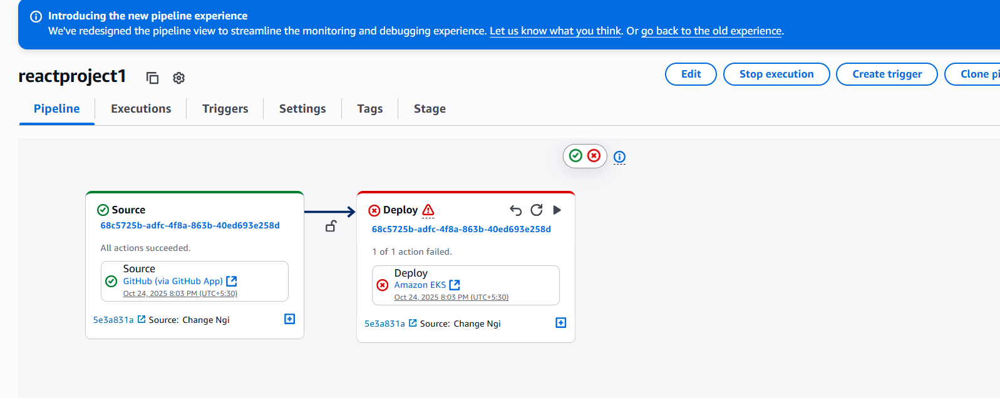 Introducing the new pipeline experience
We've redesigned the pipeline view to streamline the monitoring and debugging experience. Let us know what you think. Or go back to the old experience.
reactproject1
Edit
Stop execution
Create trigger
Clone pi
Pipeline
Executions
Triggers
Settings
Tags
Stage
Source
68c5725b-adfc-4f8a-863b-40ed693e258d
All actions succeeded.
Source
GitHub (via GitHub App)
Oct 24, 2025 8:03 PM (UTC+5:30)
5e3a831a Source: Change Ngi
Deploy
68c5725b-adfc-4f8a-863b-40ed693e258d
1 of 1 action failed.
Deploy
Amazon EKS
Oct 24, 2025 8:03 PM (UTC+5:30)
5e3a831a Source: Change Ngi